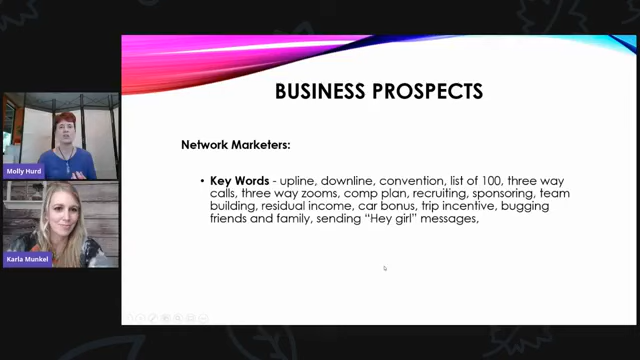 BUSINESS PROSPECTS
Network Marketers:
• Key Words - upline, downline, convention, list of 100, three way
calls, three way zooms, comp plan, recruiting, sponsoring, team
building, residual income, car bonus, trip incentive, bugging
friends and family, sending “Hey girl” messages,
Molly Hurd
Karla Munkel